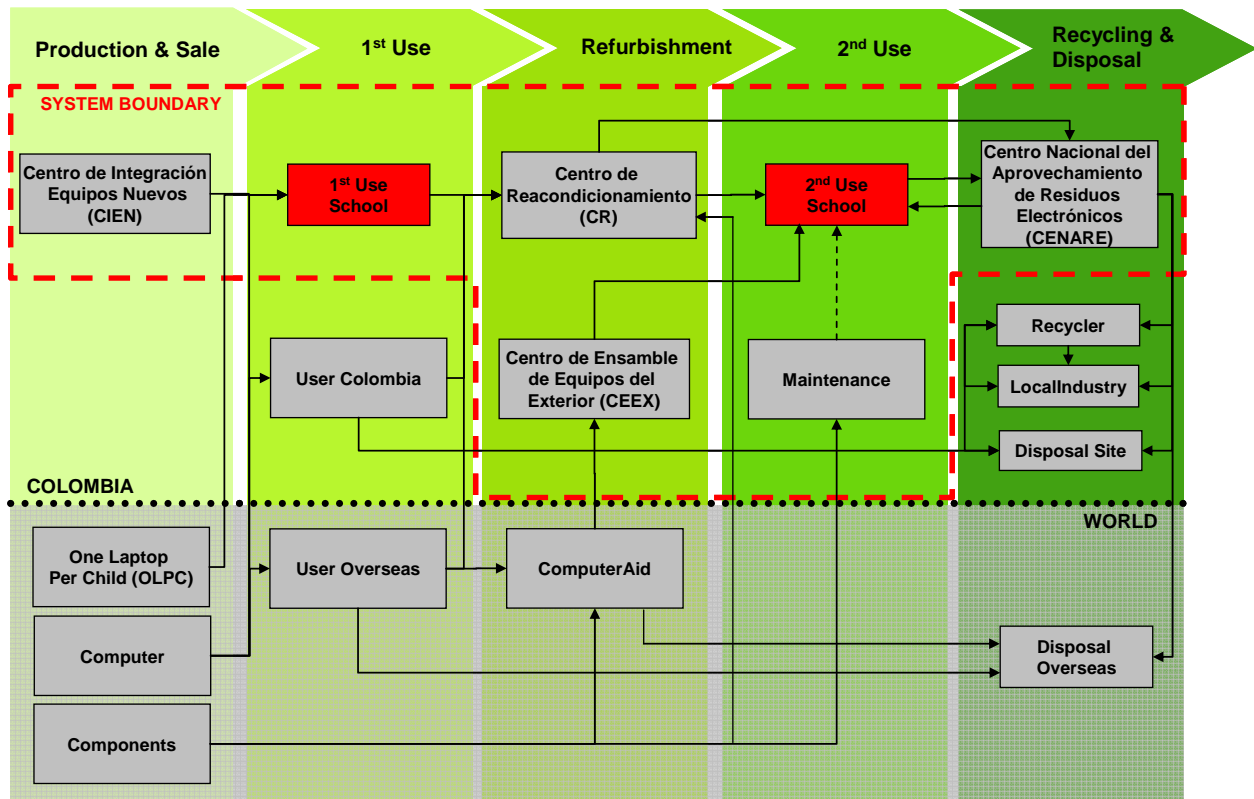 Production & Sale
1st Use
Refurbishment
2nd Use
Recycling &
Disposal
SYSTEM BOUNDARY
Centro de Integración
Equipos Nuevos
(CIEN)
1st Use
School
Centro de
Reacondicionamiento
(CR)
2nd Use
School
Centro Nacional del
Aprovechamiento
de Residuos
Electrónicos
(CENARE)
User Colombia
Centro de Ensamble
de Equipos del
Exterior (CEEX)
Maintenance
Recycler
LocalIndustry
Disposal Site
COLOMBIA
WORLD
One Laptop
Per Child (OLPC)
User Overseas
ComputerAid
Computer
Disposal
Overseas
Components